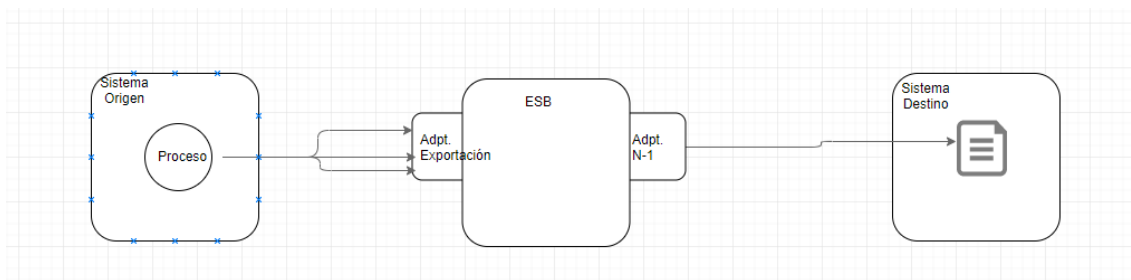 Sistema
Origen
Proceso
Adpt.
Exportación
ESB
Adpt.
N-1
Sistema
Destino